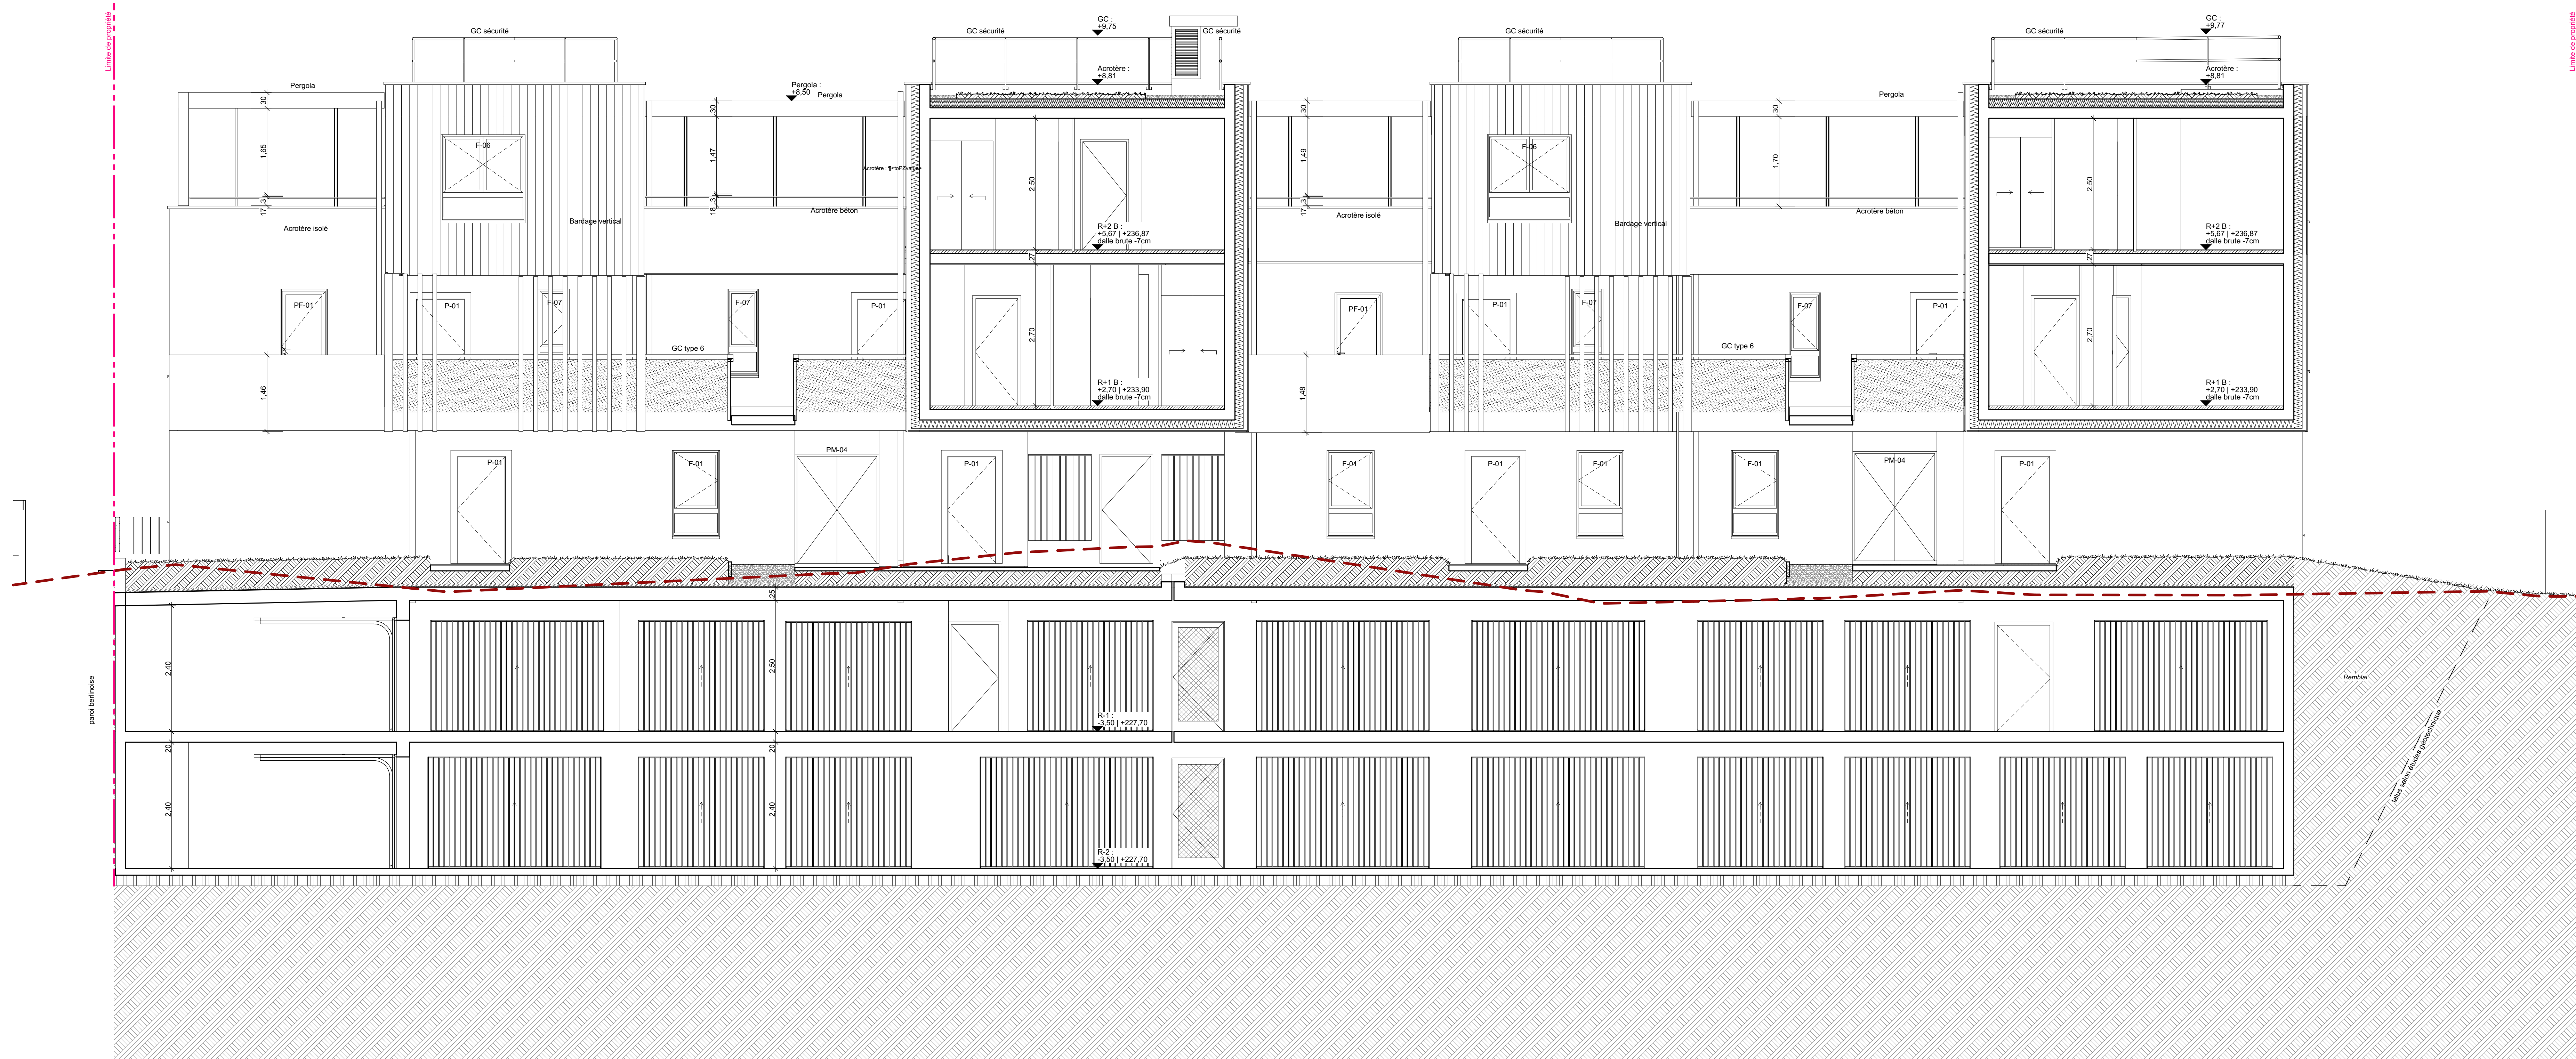 Limite de propriété
GC sécurité
GC sécurité
GC :
+9,75
GC sécurité
GC sécurité
GC sécurité
GC :
+9,77
Limite de propriété
Pergola
Pergola :
+8,50
Pergola
Acrotère :
+8,81
Pergola
Acrotère :
+8,81
30
30
30
30
1,65
1,47
1,49
1,70
F-06
F-06
2,50
2,50
3
17
3
18
3
17
Acrotère isolé
Bardage vertical
Acrotère béton
Acrotère isolé
Bardage vertical
Acrotère béton
R+2 B :
+5,67 | +236,87
dalle brute -7cm
R+2 B :
+5,67 | +236,87
dalle brute -7cm
27
27
PF-01
P-01
F-07
F-07
P-01
PF-01
P-01
F-07
F-07
P-01
2,70
2,70
GC type 6
GC type 6
1,46
1,48
R+1 B :
+2,70 | +233,90
dalle brute -7cm
R+1 B :
+2,70 | +233,90
dalle brute -7cm
P-01
F-01
PM-04
P-01
F-01
P-01
F-01
F-01
PM-04
P-01
25
2,40
2,50
paroi berlinoise
Remblai
talus selon études géotechnique
R-1 :
-3,50 | +227,70
20
20
2,40
2,40
R-2 :
-3,50 | +227,70